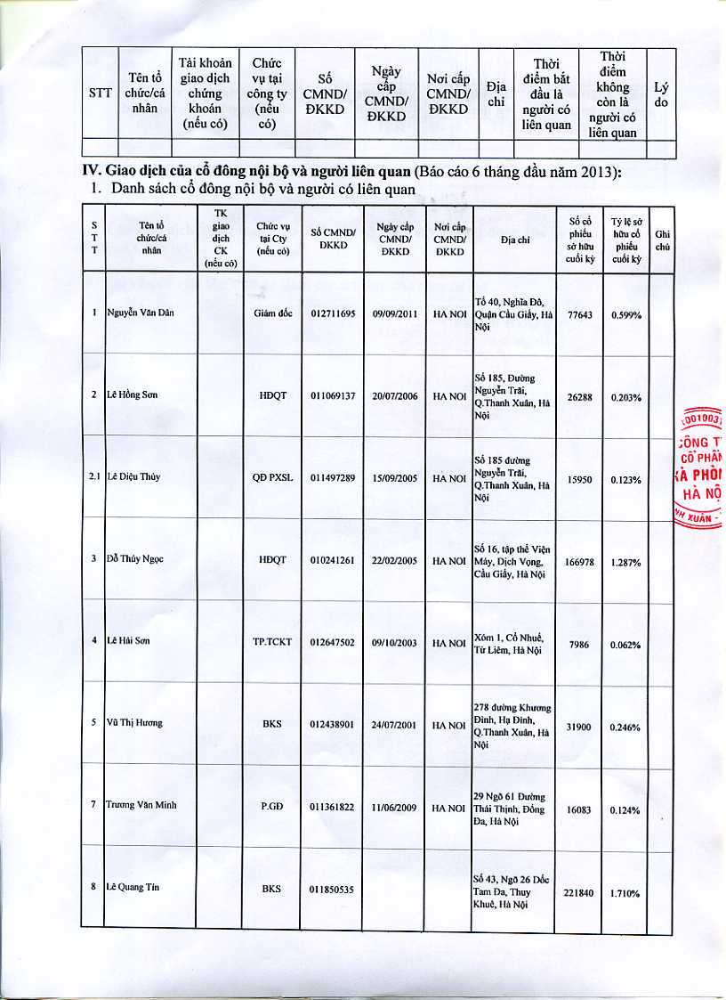 STT Tên tổ chức/cá nhân Tài khoản giao dịch chứng khoán (nếu có) Chức vụ tại công ty (nếu có) Số CMND/ ĐKKD Ngày cấp CMND/ ĐKKD Nơi cấp CMND/ ĐKKD Địa chỉ Thời điểm bắt đầu là người có liên quan Thời điểm không còn là người có liên quan Lý do
IV. Giao dịch của cổ đông nội bộ và người liên quan (Báo cáo 6 tháng đầu năm 2013):
1. Danh sách cổ đông nội bộ và người có liên quan
S T T Tên tổ chức/cá nhân TK giao dịch CK (nếu có) Chức vụ tại Cty (nếu có) Số CMND/ ĐKKD Ngày cấp CMND/ ĐKKD Nơi cấp CMND/ ĐKKD Địa chỉ Số cổ phiếu sở hữu cuối kỳ Tỷ lệ sở hữu cổ phiếu cuối kỳ Ghi chú
1 Nguyễn Văn Dân Giám đốc 012711695 09/09/2011 HA NOI Tổ 40, Nghĩa Đô, Quận Cầu Giấy, Hà Nội 77643 0.599%
2 Lê Hồng Sơn HĐQT 011069137 20/07/2006 HA NOI Số 185, Đường Nguyễn Trãi, Q.Thanh Xuân, Hà Nội 26288 0.203%
2.1 Lê Diệu Thúy QĐ PXSL 011497289 15/09/2005 HA NOI Số 185 đường Nguyễn Trãi, Q.Thanh Xuân, Hà Nội 15950 0.123%
3 Đỗ Thúy Ngọc HĐQT 010241261 22/02/2005 HA NOI Số 16, tập thể Viện Máy, Dịch Vọng, Cầu Giấy, Hà Nội 166978 1.287%
4 Lê Hải Sơn TP.TCKT 012647502 09/10/2003 HA NOI Xóm 1, Cổ Nhuế, Từ Liêm, Hà Nội 7986 0.062%
5 Vũ Thị Hương BKS 012438901 24/07/2001 HA NOI 278 đường Khương Đình, Hạ Đình, Q.Thanh Xuân, Hà Nội 31900 0.246%
7 Trương Văn Minh P.GĐ 011361822 11/06/2009 HA NOI 29 Ngõ 61 Đường Thái Thịnh, Đống Đa, Hà Nội 16083 0.124%
8 Lê Quang Tín BKS 011850535 Số 43, Ngõ 26 Dốc Tam Đa, Thụy Khuê, Hà Nội 221840 1.710%
CÔNG T
CỔ PHẦN
XÀ PHÒN
HÀ NỘ
NH XUÂN -